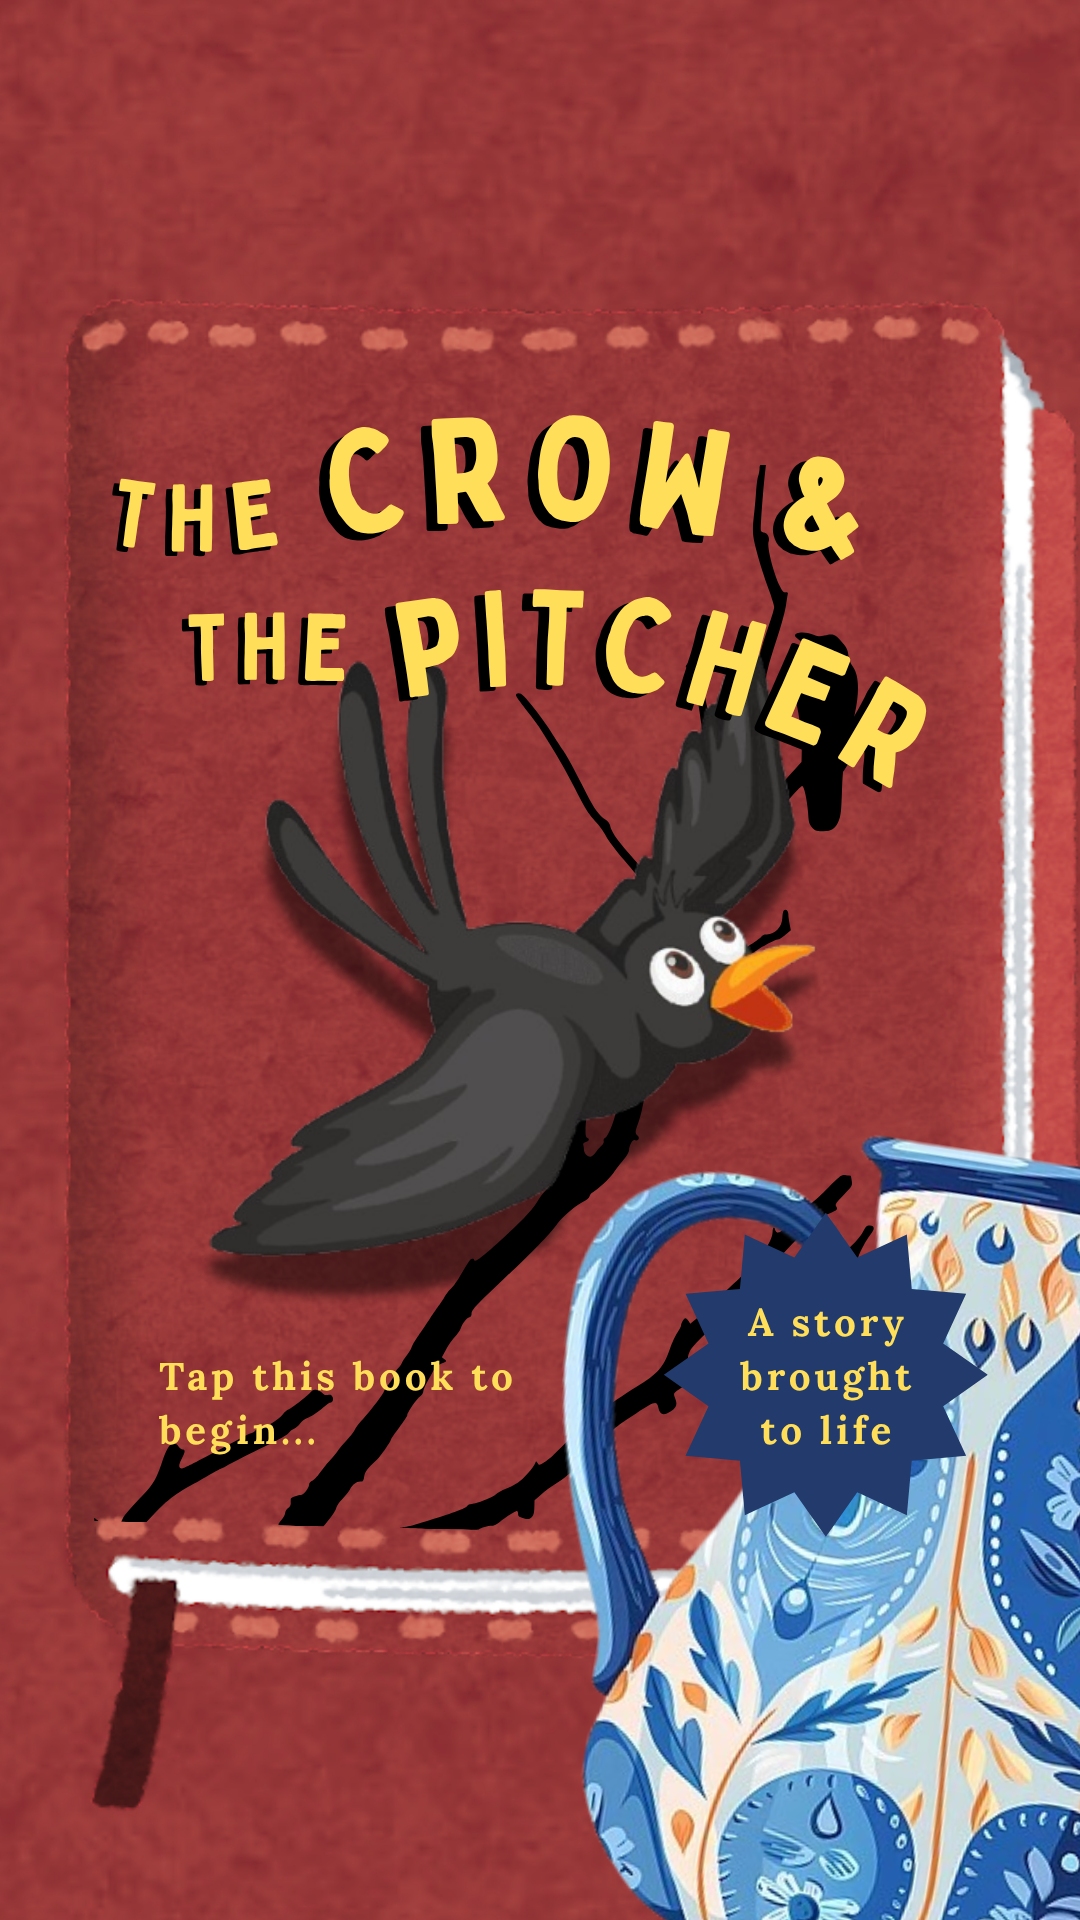 THE CROW &
THE PITCHER
Tap this book to
begin...
A story
brought
to life